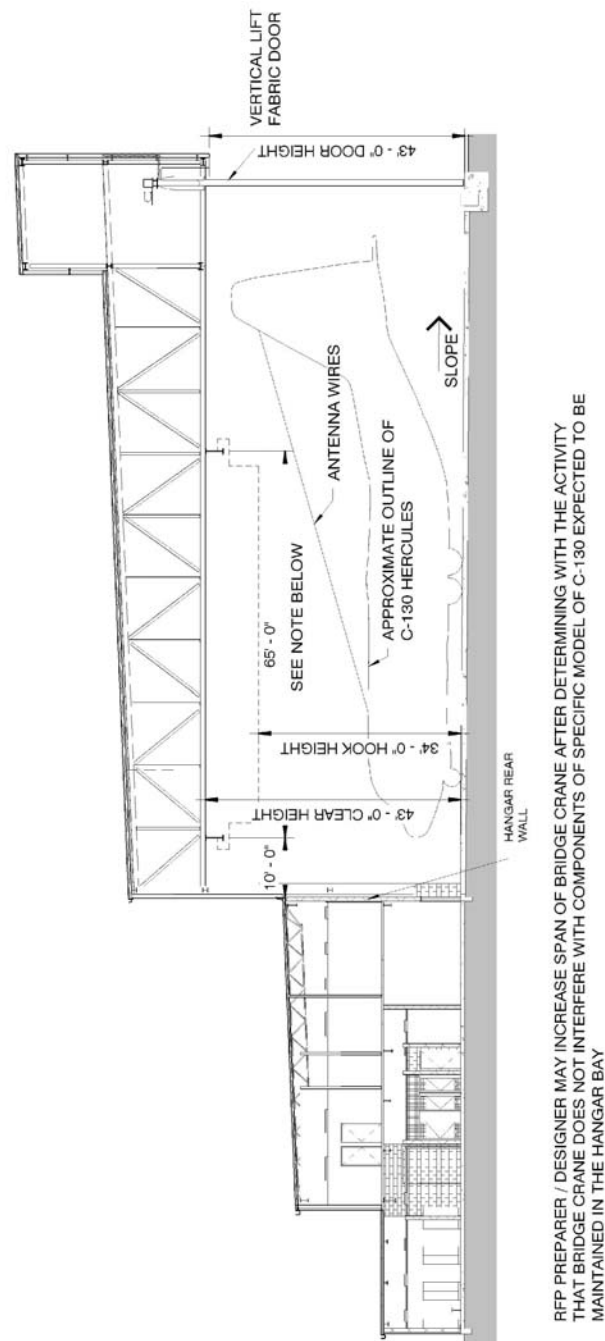 VERTICAL LIFT
FABRIC DOOR
43' - 0" DOOR HEIGHT
ANTENNA WIRES
SLOPE
APPROXIMATE OUTLINE OF
C-130 HERCULES
65' - 0"
SEE NOTE BELOW
34' - 0" HOOK HEIGHT
43' - 0" CLEAR HEIGHT
10' - 0"
HANGAR REAR
WALL
RFP PREPARER / DESIGNER MAY INCREASE SPAN OF BRIDGE CRANE AFTER DETERMINING WITH THE ACTIVITY
THAT BRIDGE CRANE DOES NOT INTERFERE WITH COMPONENTS OF SPECIFIC MODEL OF C-130 EXPECTED TO BE
MAINTAINED IN THE HANGAR BAY